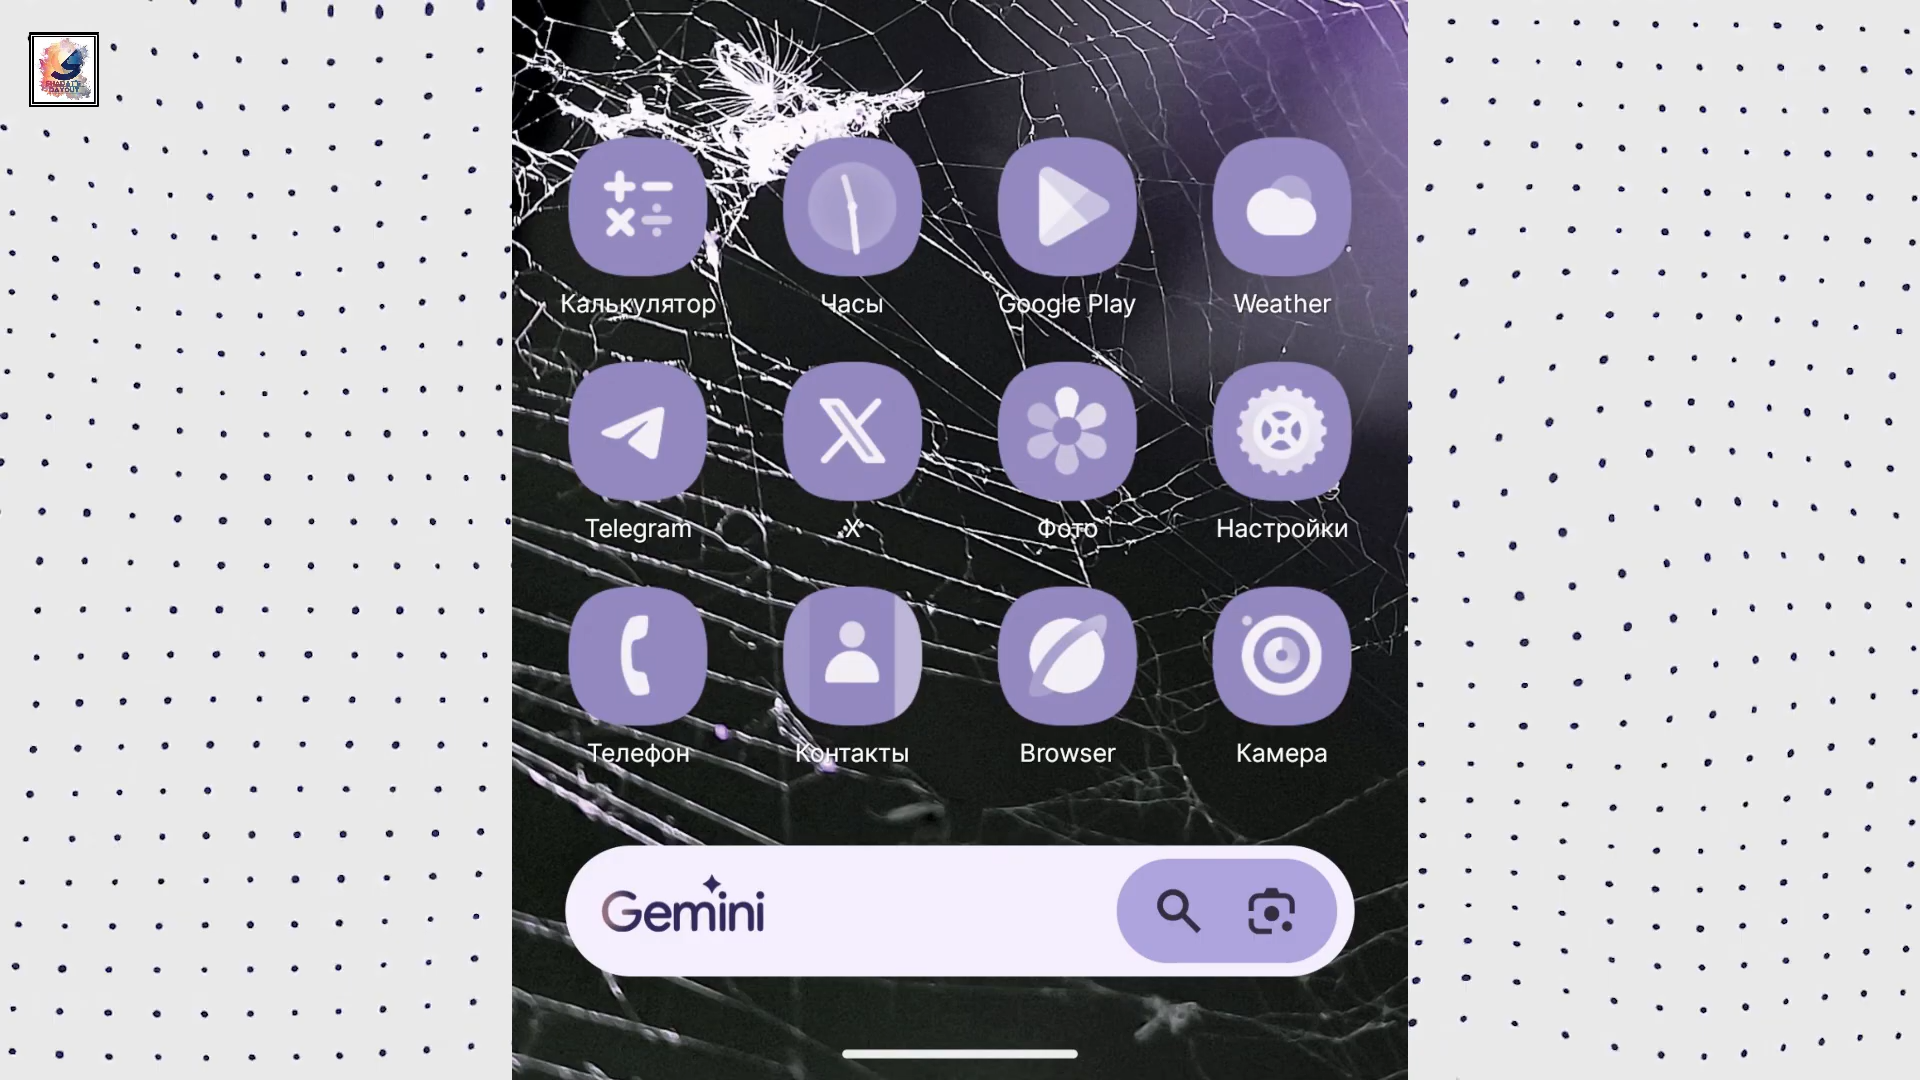 Калькулятор
Часы
Google Play
Weather
Telegram
X
Фото
Настройки
Телефон
Контакты
Browser
Камера
Gemini